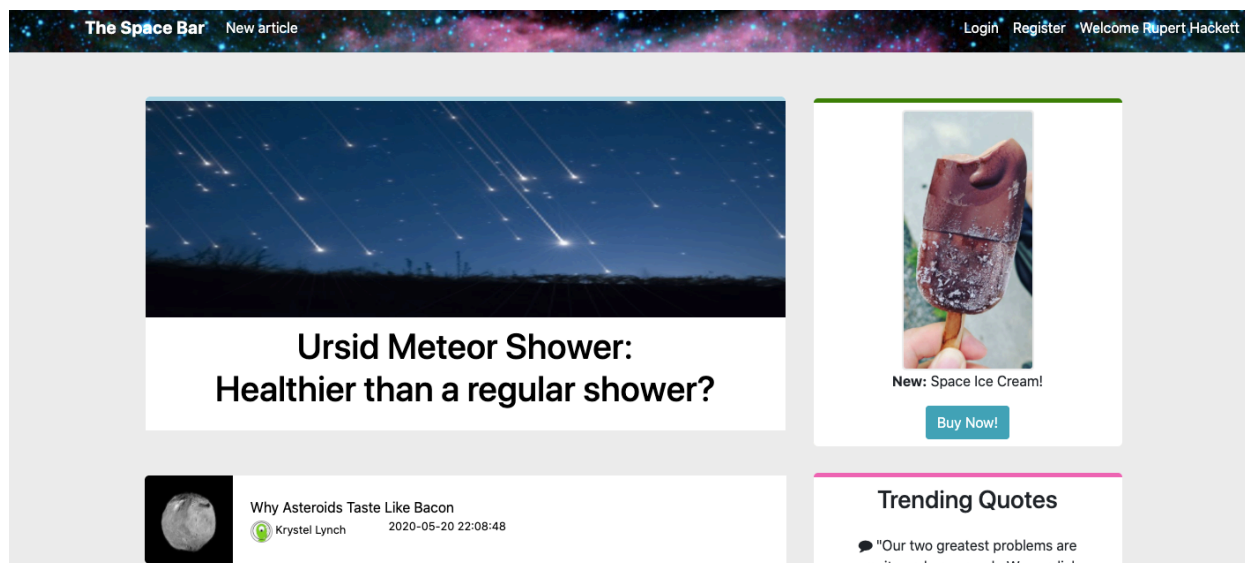 The Space Bar New article Login Register Welcome Rupert Hackett
Ursid Meteor Shower:
Healthier than a regular shower?
New: Space Ice Cream!
Buy Now!
Why Asteroids Taste Like Bacon
Krystel Lynch 2020-05-20 22:08:48
Trending Quotes
"Our two greatest problems are